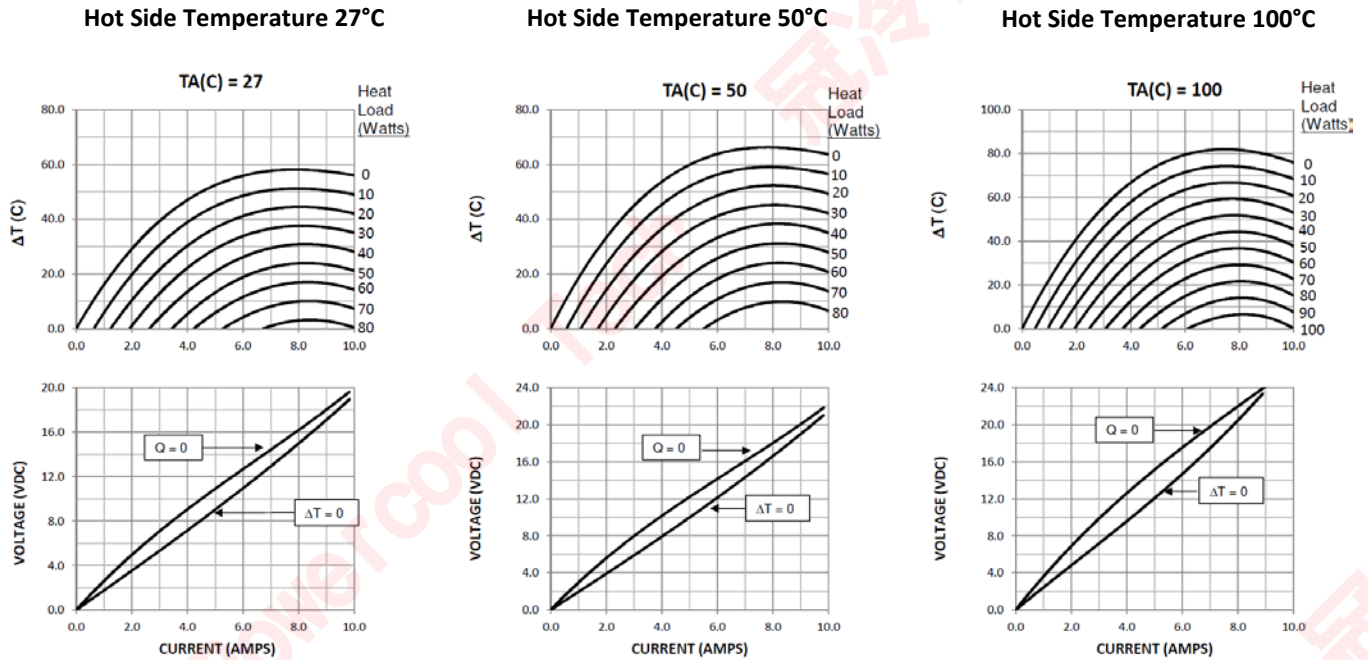 Hot Side Temperature 27°C
Hot Side Temperature 50°C
Hot Side Temperature 100°C
TA(C) = 27
Heat
Load
(Watts)
80.0
60.0
40.0
20.0
0.0
ΔT (C)
0
10
20
30
40
50
60
70
80
0.0 2.0 4.0 6.0 8.0 10.0
TA(C) = 50
Heat
Load
(Watts)
80.0
60.0
40.0
20.0
0.0
ΔT (C)
0
10
20
30
40
50
60
70
80
0.0 2.0 4.0 6.0 8.0 10.0
TA(C) = 100
Heat
Load
(Watts)
100.0
80.0
60.0
40.0
20.0
0.0
ΔT (C)
0
10
20
30
40
50
60
70
80
90
100
0.0 2.0 4.0 6.0 8.0 10.0
20.0
16.0
12.0
8.0
4.0
0.0
VOLTAGE (VDC)
Q = 0
ΔT = 0
0.0 2.0 4.0 6.0 8.0 10.0
CURRENT (AMPS)
24.0
20.0
16.0
12.0
8.0
4.0
0.0
VOLTAGE (VDC)
Q = 0
ΔT = 0
0.0 2.0 4.0 6.0 8.0 10.0
CURRENT (AMPS)
24.0
20.0
16.0
12.0
8.0
4.0
0.0
VOLTAGE (VDC)
Q = 0
ΔT = 0
0.0 2.0 4.0 6.0 8.0 10.0
CURRENT (AMPS)